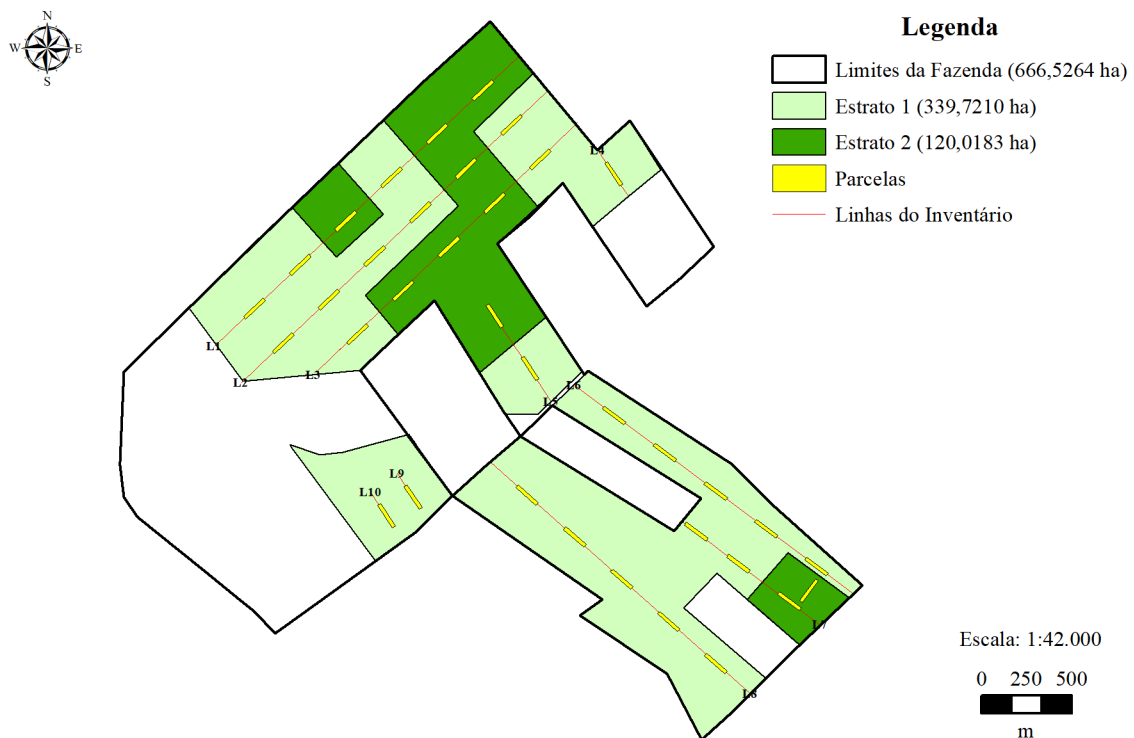 N
W E
S
Legenda
Limites da Fazenda (666,5264 ha)
Estrato 1 (339,7210 ha)
Estrato 2 (120,0183 ha)
Parcelas
Linhas do Inventário
L4
L1
L2
L3
L6
L5
L9
L10
L7
L8
Escala: 1:42.000
0 250 500
m